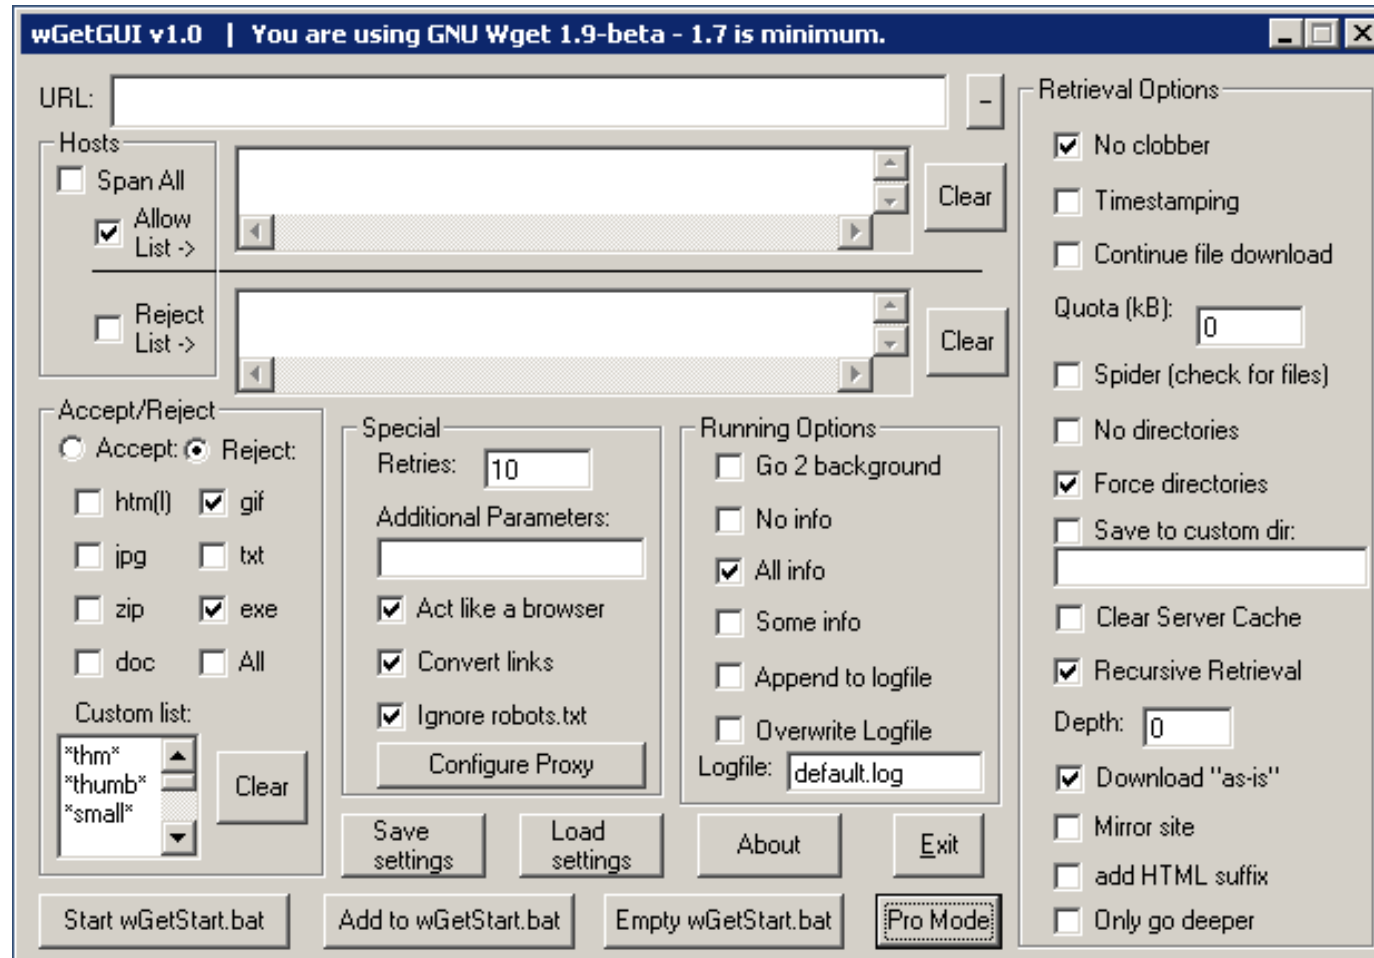 wGetGUI v1.0 | You are using GNU Wget 1.9-beta - 1.7 is minimum.
URL:
-
Hosts
Span All
Allow
List ->
Clear
Reject
List ->
Clear
Accept/Reject
Accept: Reject:
htm(l) gif
jpg txt
zip exe
doc All
Custom list:
*thm*
*thumb*
*small*
Clear
Special
Retries: 10
Additional Parameters:
Act like a browser
Convert links
Ignore robots.txt
Configure Proxy
Running Options
Go 2 background
No info
All info
Some info
Append to logfile
Overwrite Logfile
Logfile: default.log
Save
settings
Load
settings
About
Exit
Start wGetStart.bat
Add to wGetStart.bat
Empty wGetStart.bat
Pro Mode
Retrieval Options
No clobber
Timestamping
Continue file download
Quota (kB): 0
Spider (check for files)
No directories
Force directories
Save to custom dir:
Clear Server Cache
Recursive Retrieval
Depth: 0
Download "as-is"
Mirror site
add HTML suffix
Only go deeper